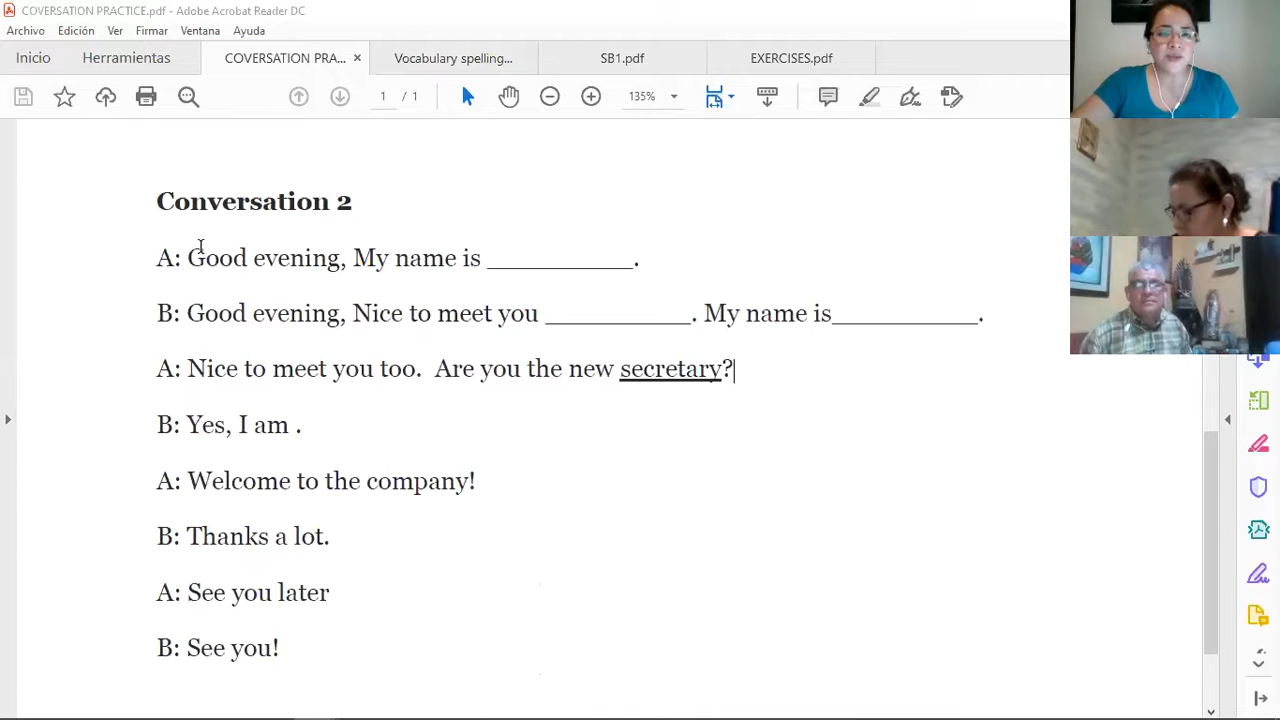 COVERSATION PRACTICE.pdf - Adobe Acrobat Reader DC
Archivo Edición Ver Firmar Ventana Ayuda
Inicio Herramientas COVERSATION PRA... × Vocabulary spelling... SB1.pdf EXERCISES.pdf
1 / 1 135%
Conversation 2
A: Good evening, My name is ___________.
B: Good evening, Nice to meet you ___________. My name is___________.
A: Nice to meet you too. Are you the new secretary?
B: Yes, I am .
A: Welcome to the company!
B: Thanks a lot.
A: See you later
B: See you!